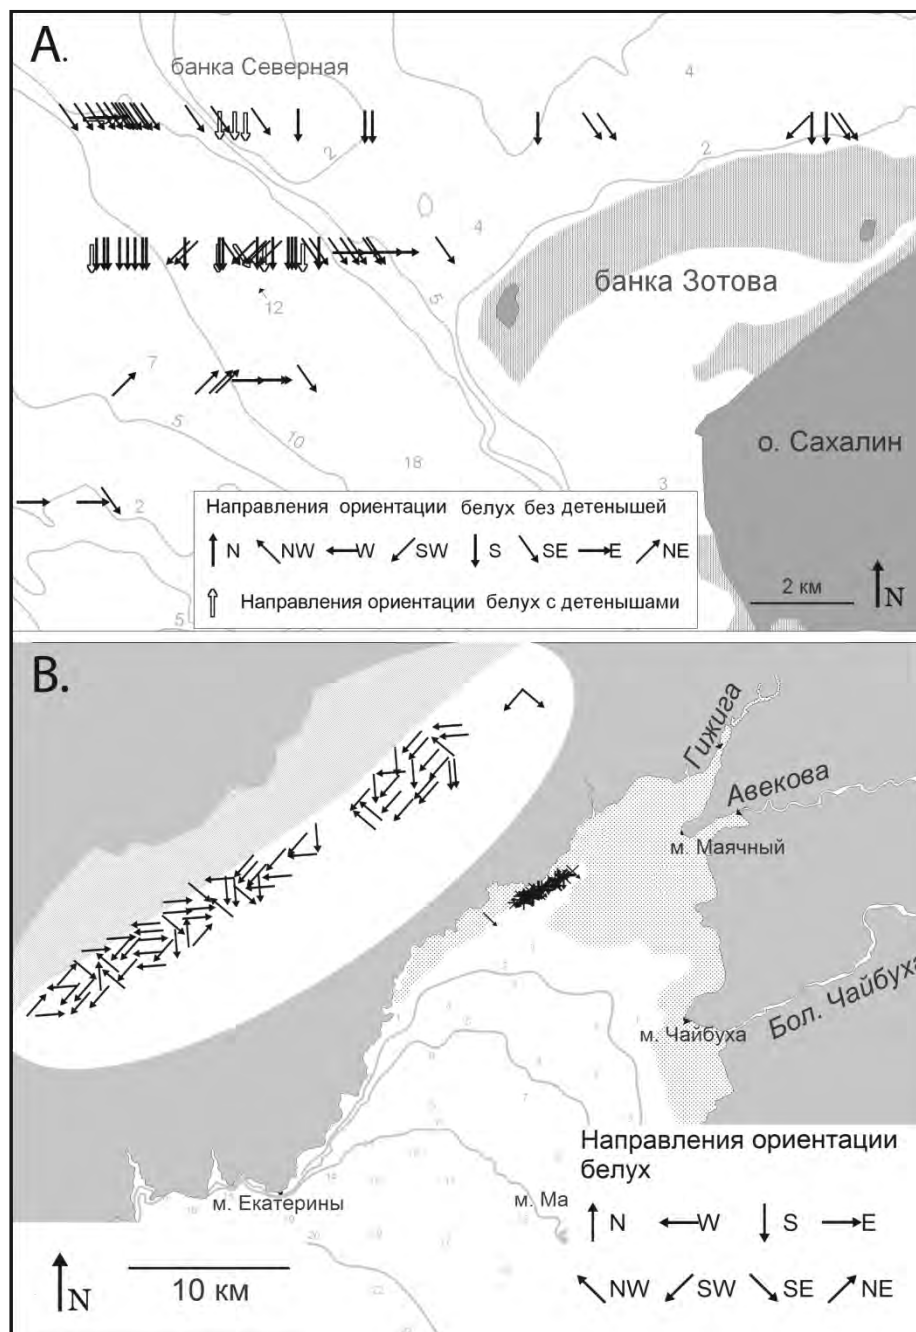 A.
банка Северная
4
2
2
4
банка Зотова
5
12
7
5
10
о. Сахалин
18
3
2
5
Направления ориентации белух без детенышей
N NW W SW S SE E NE
Направления ориентации белух с детенышами
2 км
N
B.
Гижига
Авекова
м. Маячный
Бол. Чайбуха
м. Чайбуха
м. Екатерины
м. Ма
Направления ориентации
белух
N W S E
NW SW SE NE
N
10 км